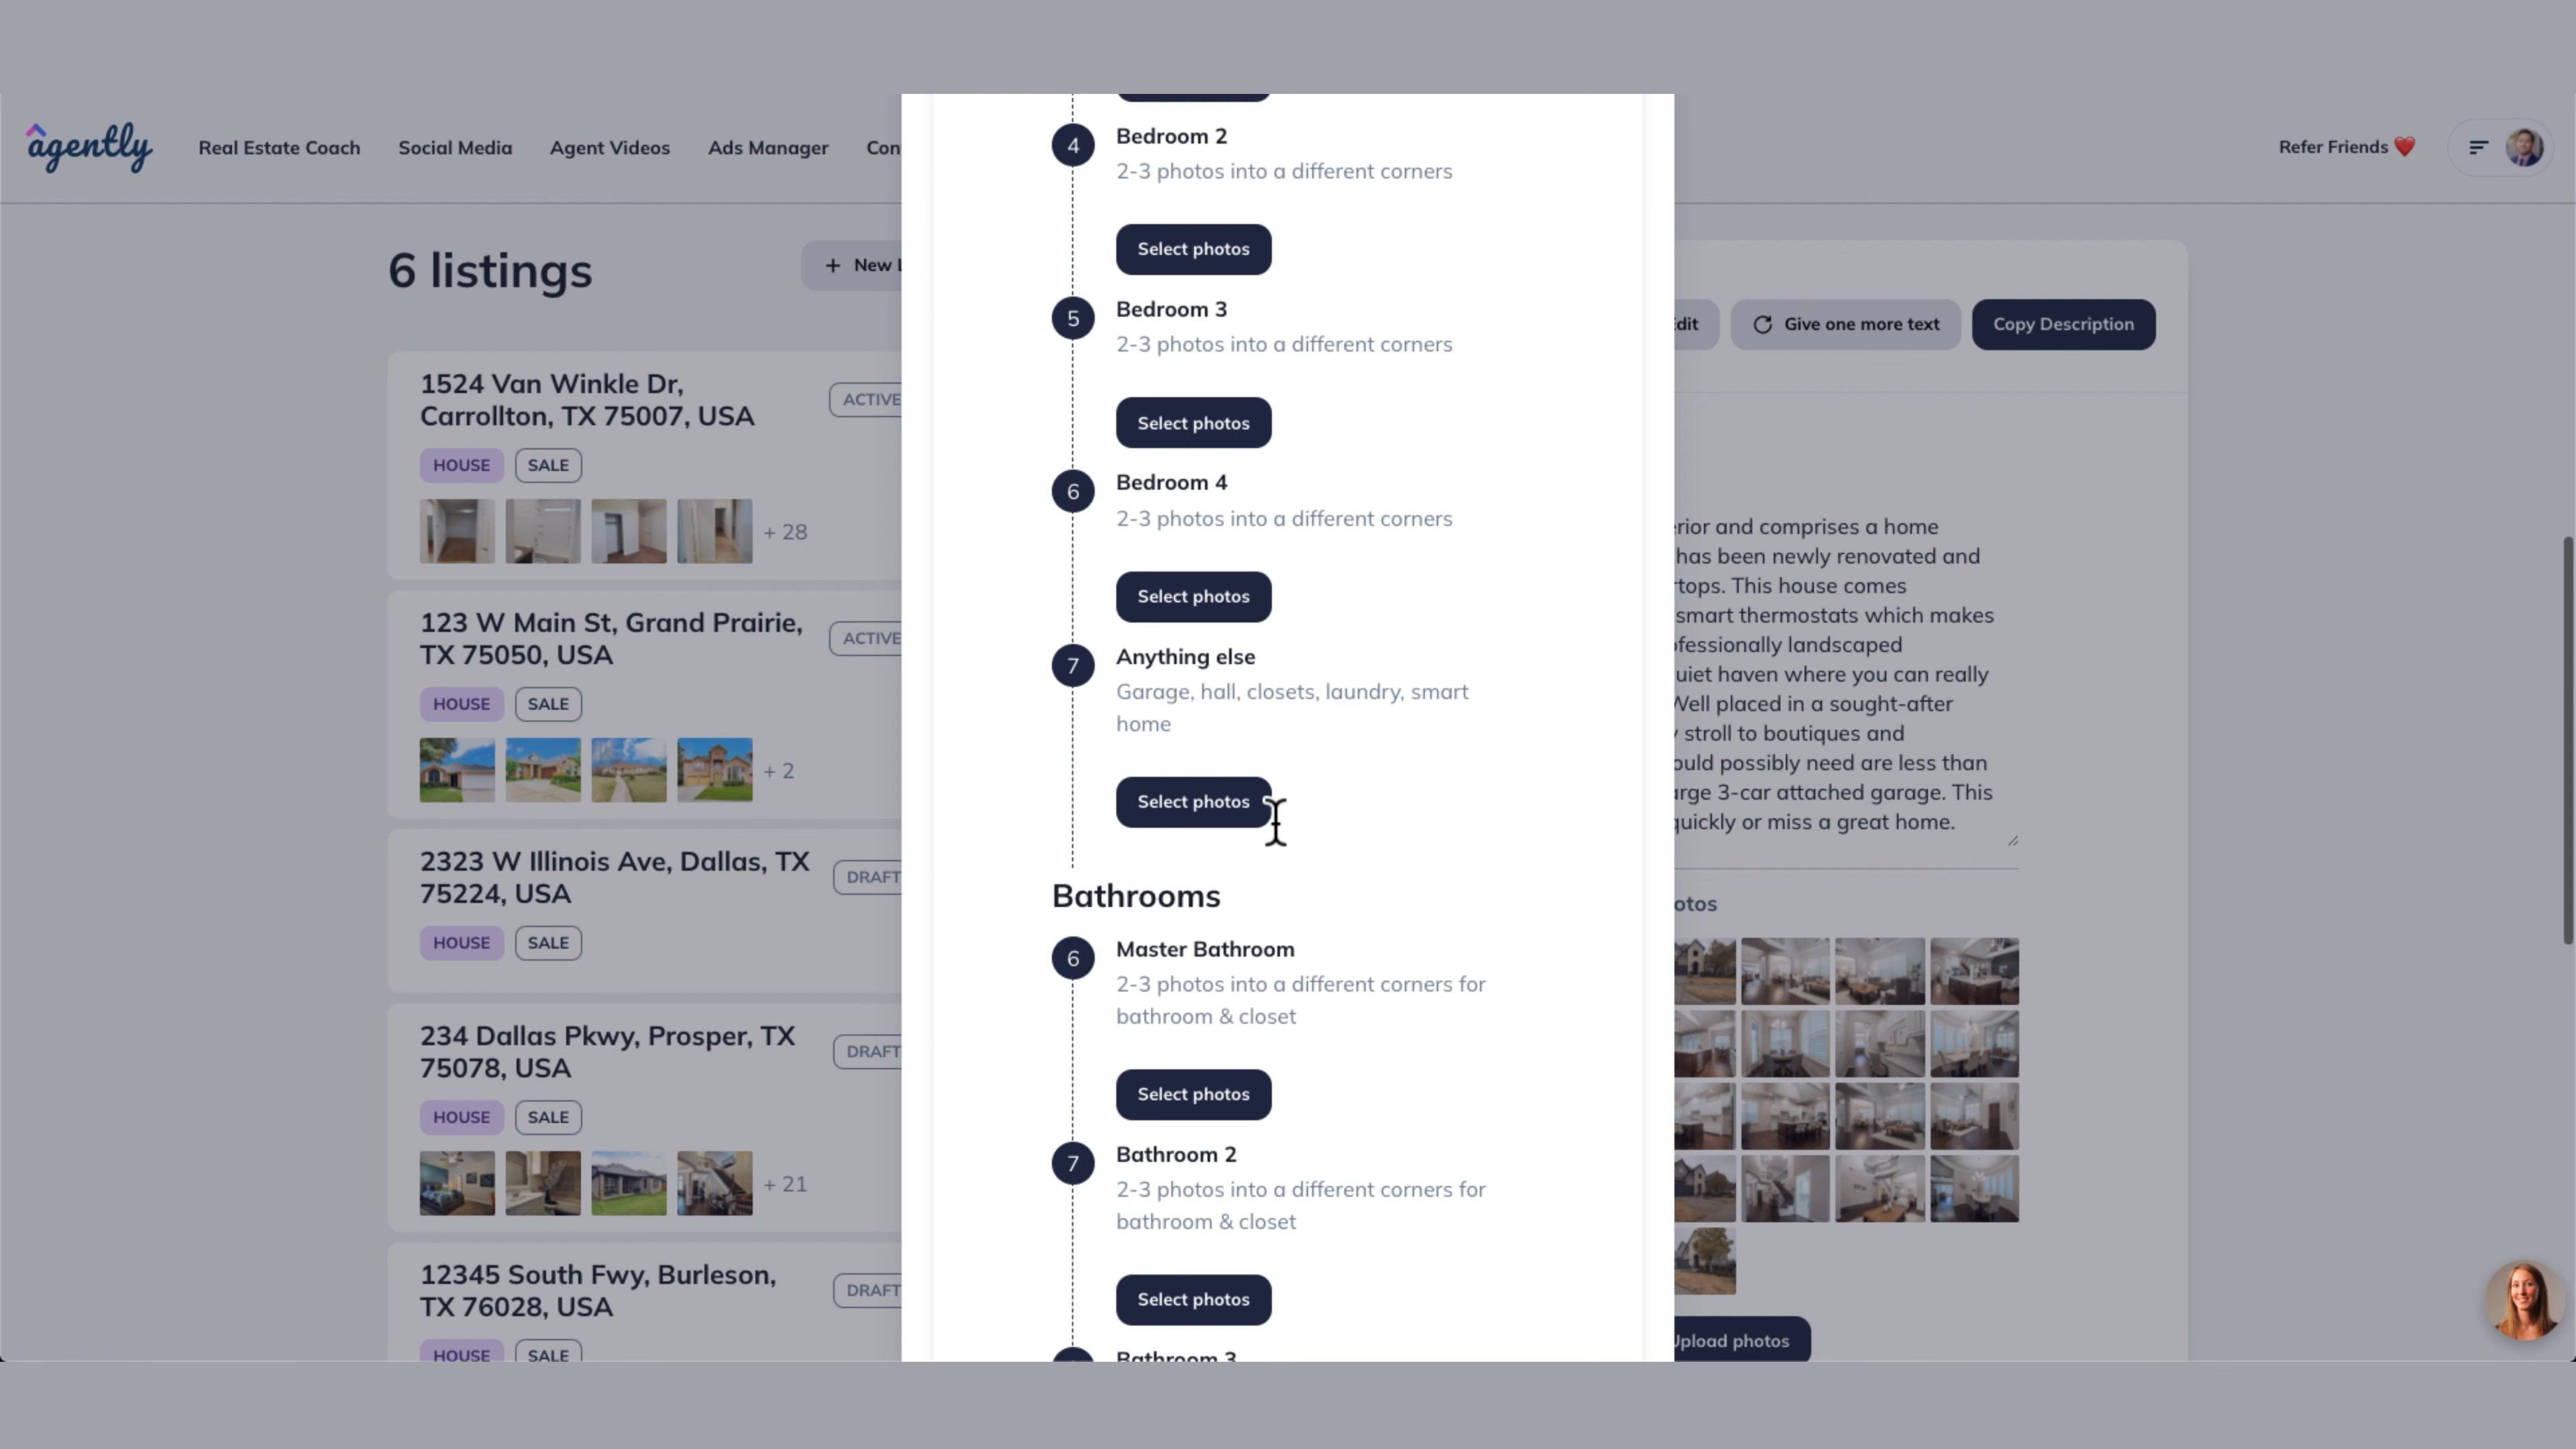 agently
Real Estate Coach
Social Media
Agent Videos
Ads Manager
Con
Refer Friends ❤️
6 listings
+ New L
1524 Van Winkle Dr,
Carrollton, TX 75007, USA
ACTIVE
HOUSE
SALE
+ 28
123 W Main St, Grand Prairie,
TX 75050, USA
ACTIVE
HOUSE
SALE
+ 2
2323 W Illinois Ave, Dallas, TX
75224, USA
DRAFT
HOUSE
SALE
234 Dallas Pkwy, Prosper, TX
75078, USA
DRAFT
HOUSE
SALE
+ 21
12345 South Fwy, Burleson,
TX 76028, USA
DRAFT
HOUSE
SALE
4
Bedroom 2
2-3 photos into a different corners
Select photos
5
Bedroom 3
2-3 photos into a different corners
Select photos
6
Bedroom 4
2-3 photos into a different corners
Select photos
7
Anything else
Garage, hall, closets, laundry, smart
home
Select photos
Bathrooms
6
Master Bathroom
2-3 photos into a different corners for
bathroom & closet
Select photos
7
Bathroom 2
2-3 photos into a different corners for
bathroom & closet
Select photos
Bathroom 3
dit
Give one more text
Copy Description
erior and comprises a home
has been newly renovated and
rtops. This house comes
smart thermostats which makes
ofessionally landscaped
uiet haven where you can really
Well placed in a sought-after
y stroll to boutiques and
ould possibly need are less than
arge 3-car attached garage. This
quickly or miss a great home.
otos
Upload photos